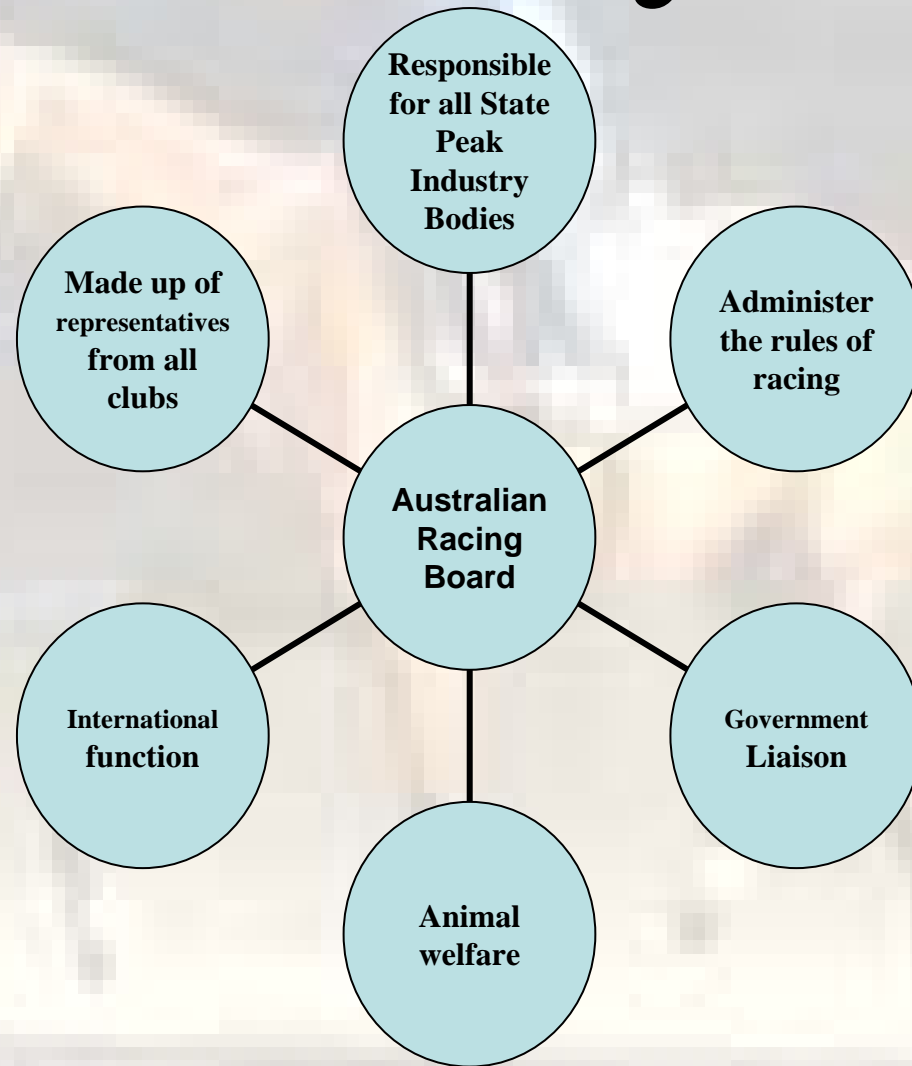 Responsible
for all State
Peak
Industry
Bodies
Made up of
representatives
from all
clubs
Administer
the rules of
racing
Australian
Racing
Board
International
function
Government
Liaison
Animal
welfare